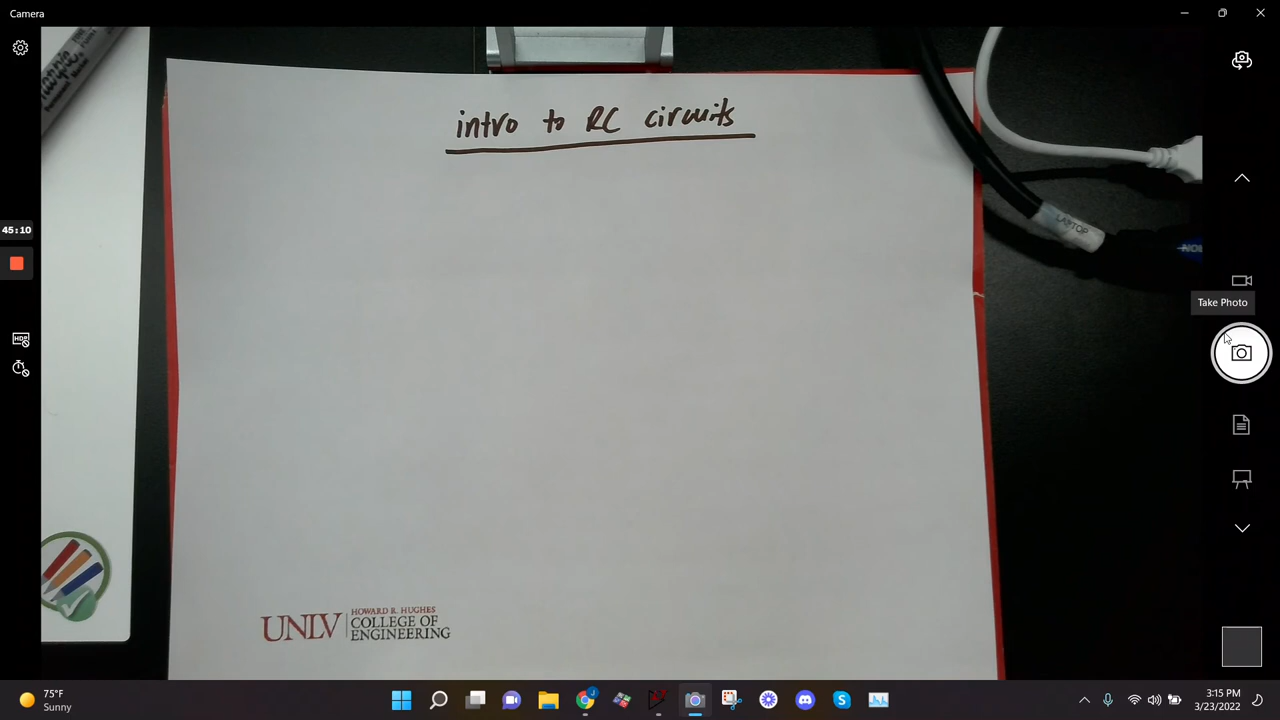 Camera
intro to RC circuits
LAPTOP
45:10
Take Photo
UNLV
HOWARD R. HUGHES
COLLEGE OF
ENGINEERING
75°F
Sunny
3:15 PM
3/23/2022